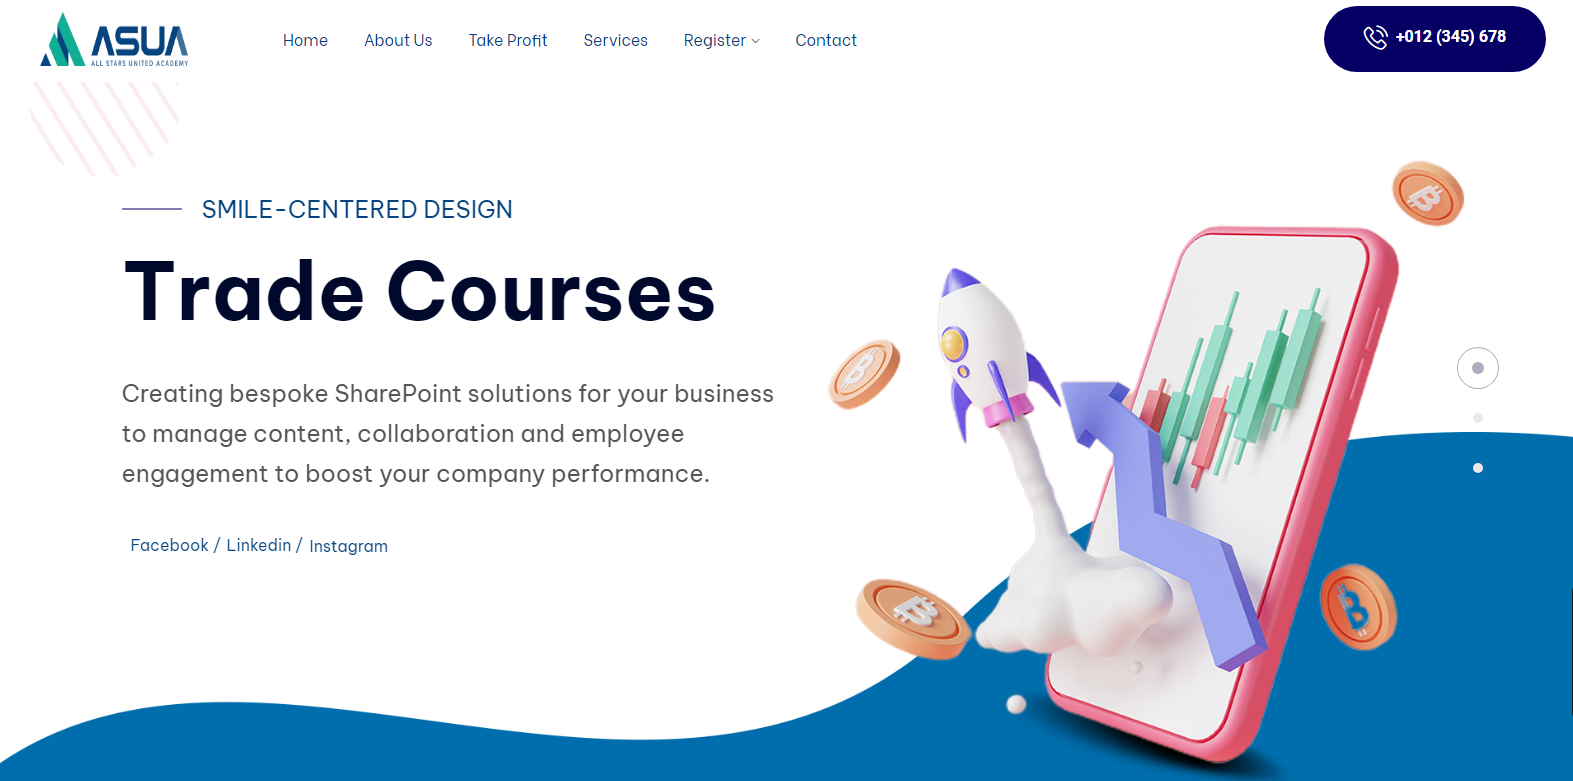 ASUA
ALL STARS UNITED ACADEMY
Home About Us Take Profit Services Register Contact
+012 (345) 678
SMILE-CENTERED DESIGN
Trade Courses
Creating bespoke SharePoint solutions for your business
to manage content, collaboration and employee
engagement to boost your company performance.
Facebook / Linkedin / Instagram